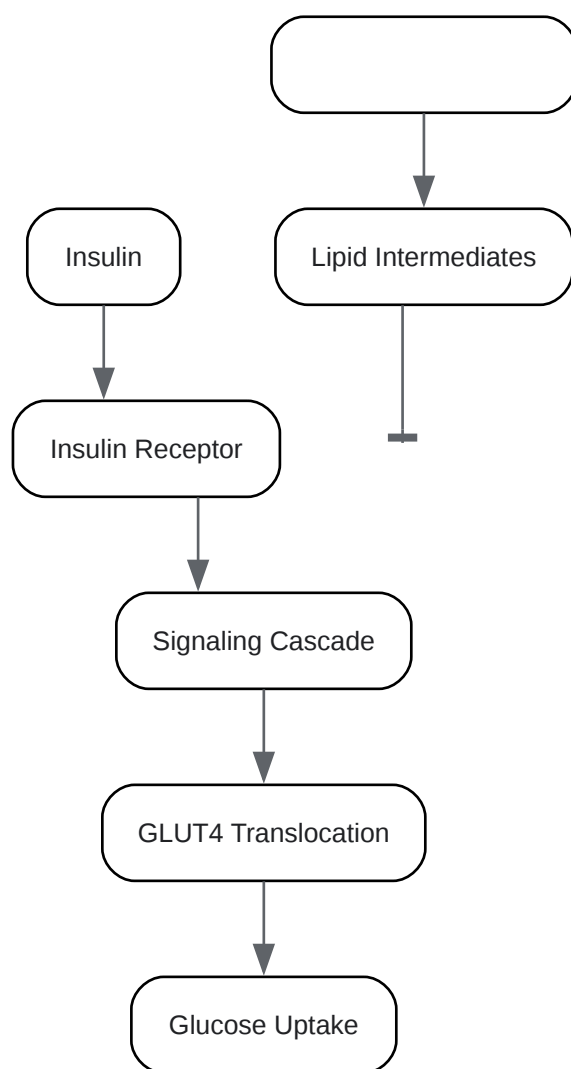 Insulin
Lipid Intermediates
Insulin Receptor
Signaling Cascade
GLUT4 Translocation
Glucose Uptake